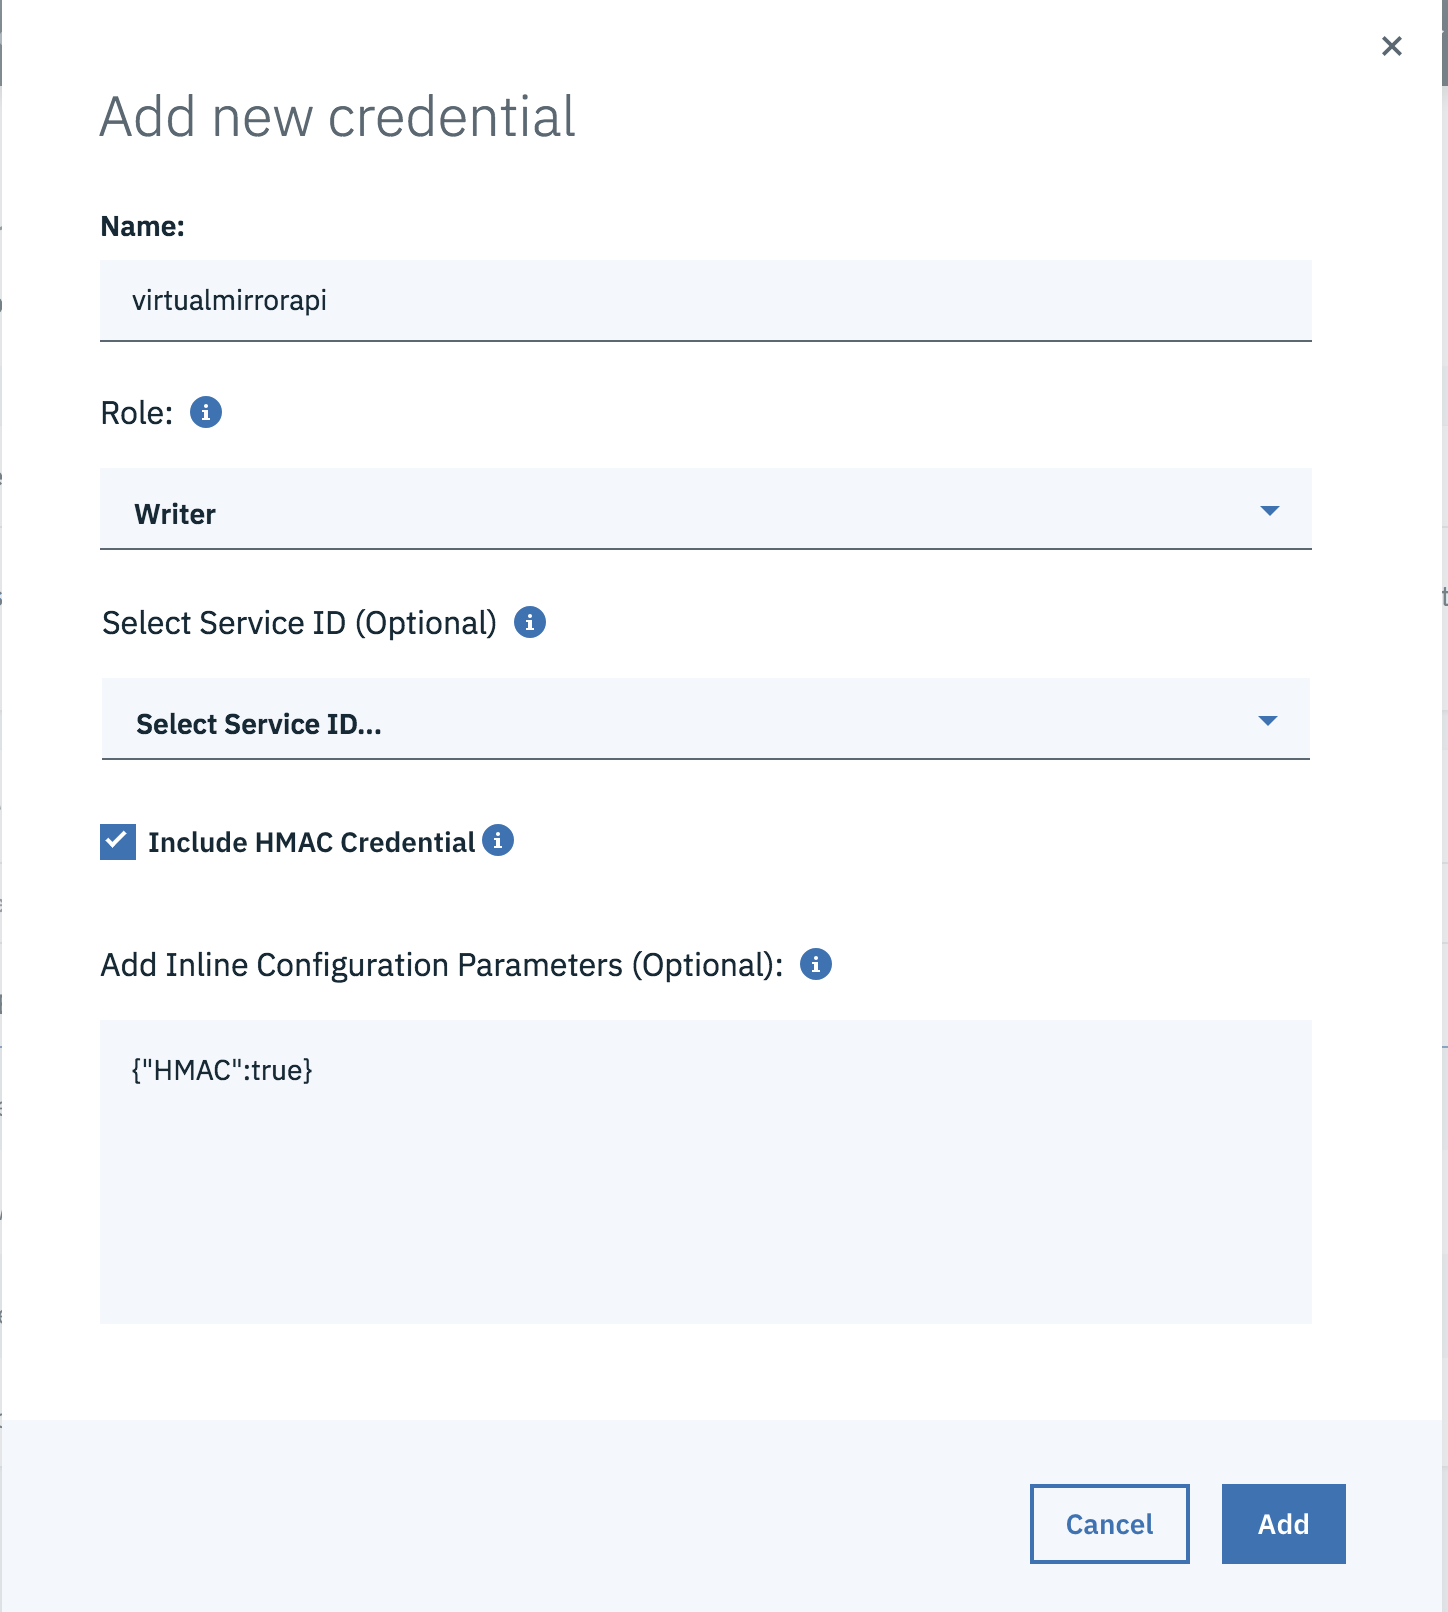 Add new credential
Name:
virtualmirrorapi
Role:
Writer
Select Service ID (Optional)
Select Service ID...
Include HMAC Credential
Add Inline Configuration Parameters (Optional):
{"HMAC":true}
Cancel
Add